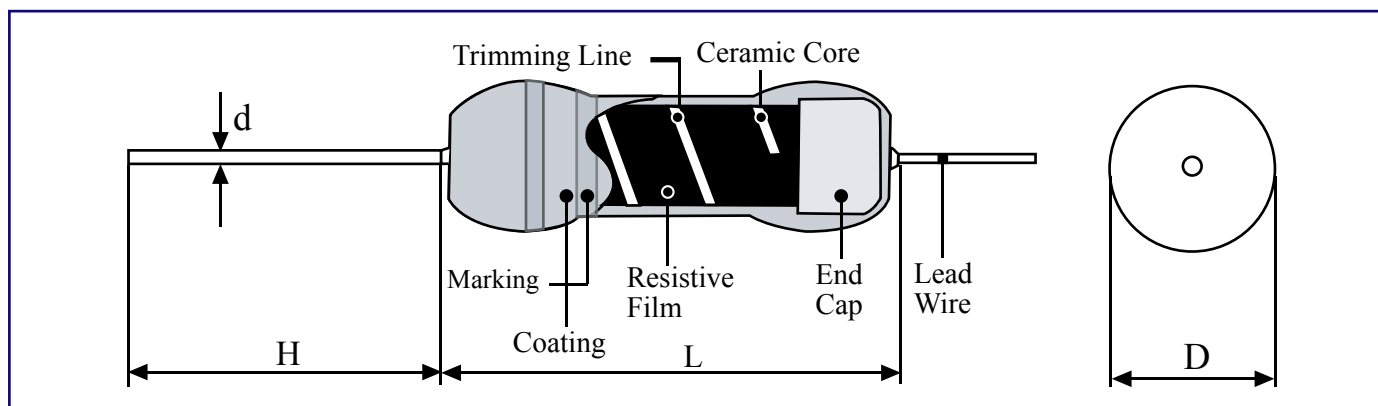 Trimming Line
Ceramic Core
d
Marking
Coating
Resistive
Film
End
Cap
Lead
Wire
H
L
D